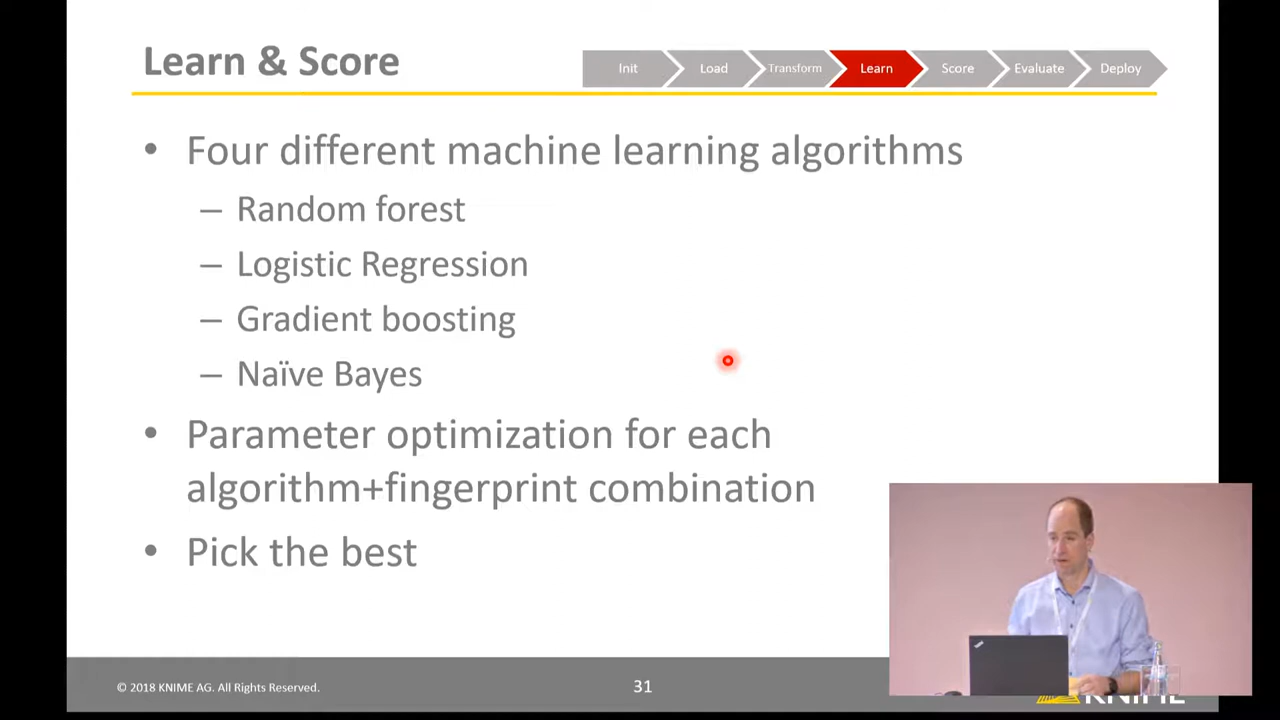 Learn & Score
Init
Load
Transform
Learn
Score
Evaluate
Deploy
• Four different machine learning algorithms
– Random forest
– Logistic Regression
– Gradient boosting
– Naïve Bayes
• Parameter optimization for each
algorithm+fingerprint combination
• Pick the best
© 2018 KNIME AG. All Rights Reserved.
31
KNIME